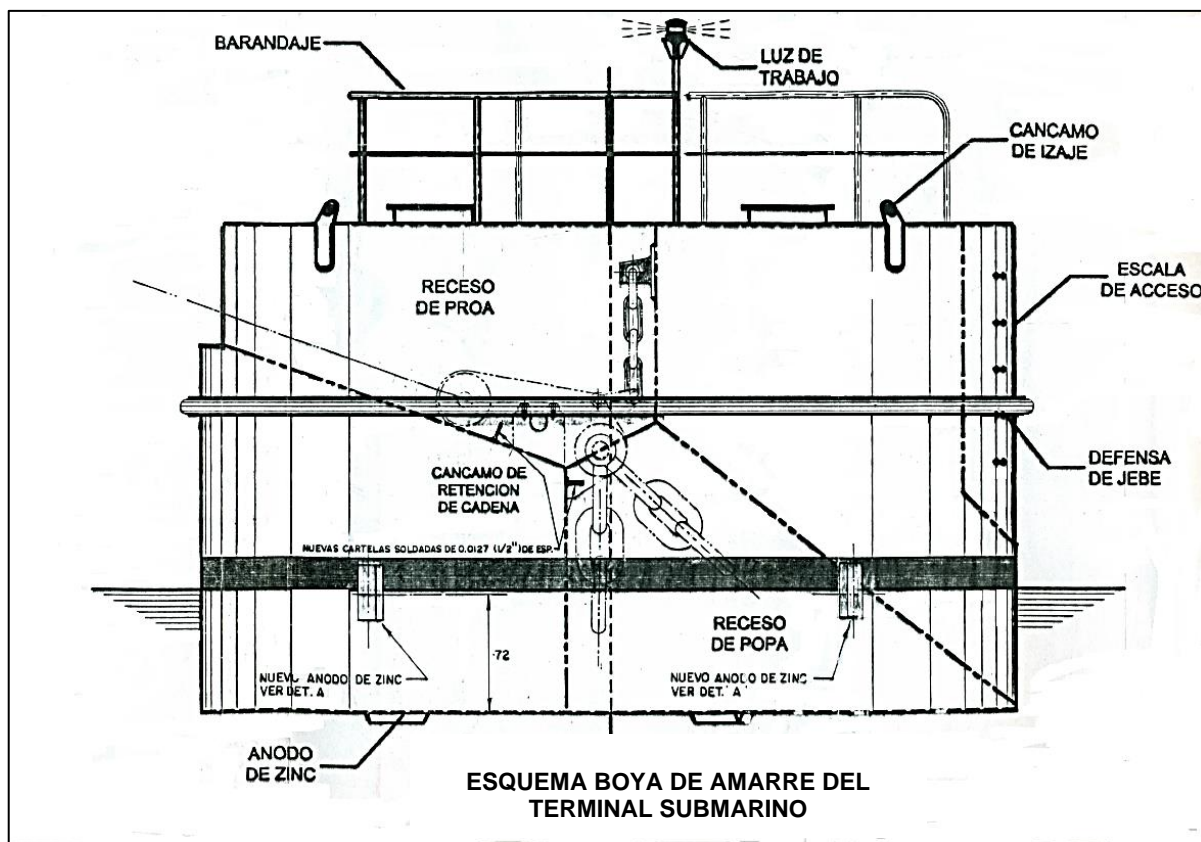 BARANDAJE
LUZ DE
TRABAJO
CANCAMO
DE IZAJE
RECESO
DE PROA
ESCALA
DE ACCESO
DEFENSA
DE JEBE
CANCAMO DE
RETENCION
DE CADENA
NUEVAS CARTELAS SOLDADAS DE 0.0127 (1/2") DE ESP.
RECESO
DE POPA
.72
NUEVO ANODO DE ZINC
VER DET. A
NUEVO ANODO DE ZINC
VER DET. 'A'
ANODO
DE ZINC
ESQUEMA BOYA DE AMARRE DEL
TERMINAL SUBMARINO